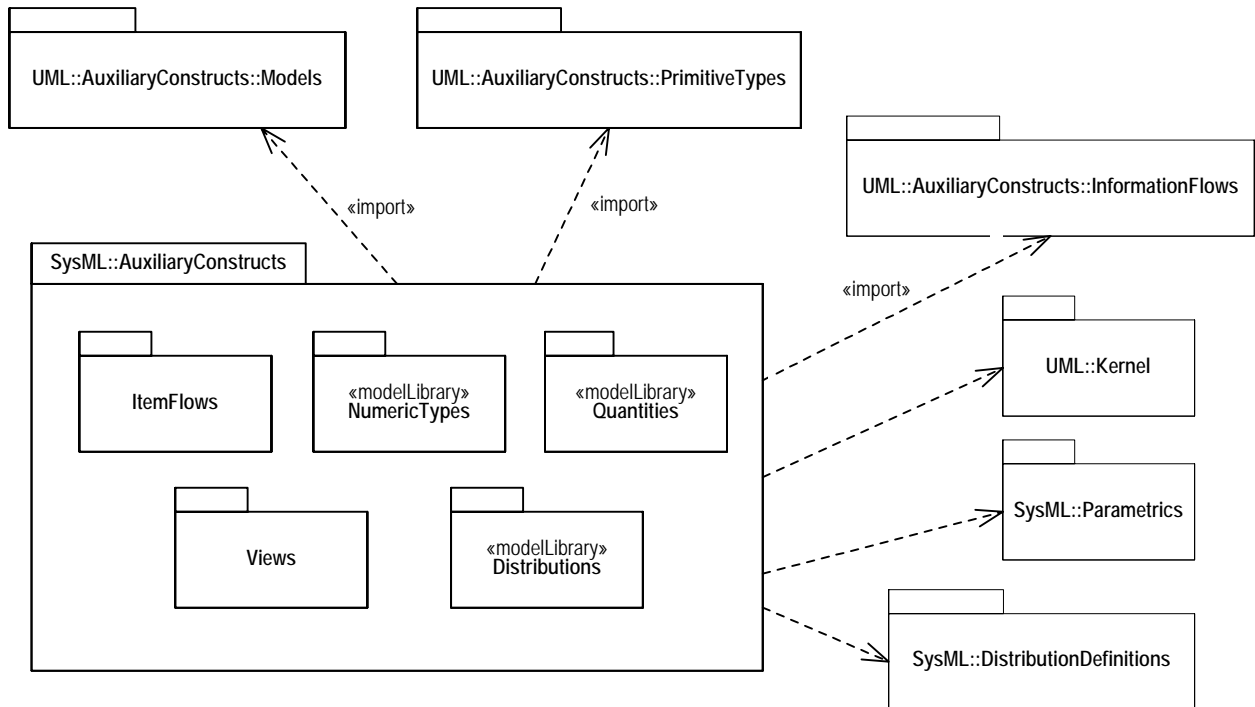 UML::AuxiliaryConstructs::Models
UML::AuxiliaryConstructs::PrimitiveTypes
UML::AuxiliaryConstructs::InformationFlows
«import»
«import»
SysML::AuxiliaryConstructs
«import»
ItemFlows
«modelLibrary»
NumericTypes
«modelLibrary»
Quantities
UML::Kernel
SysML::Parametrics
Views
«modelLibrary»
Distributions
SysML::DistributionDefinitions